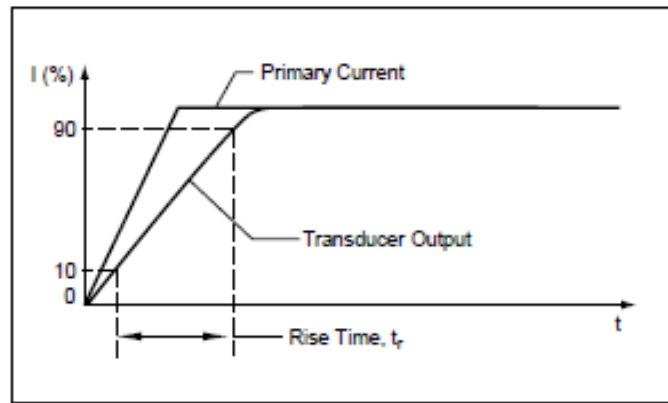 I (%)
Primary Current
90
Transducer Output
10
0
t
Rise Time, tr